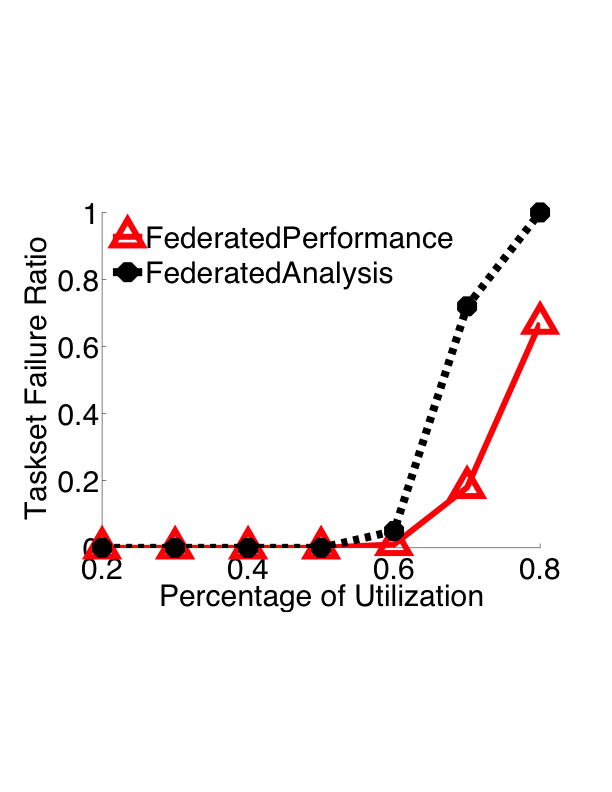 Taskset Failure Ratio
1
0.8
0.6
0.4
0.2
0
FederatedPerformance
FederatedAnalysis
0.2 0.4 0.6 0.8
Percentage of Utilization